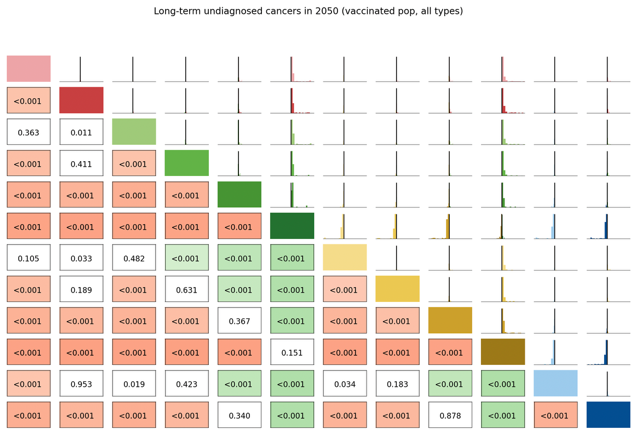 Long-term undiagnosed cancers in 2050 (vaccinated pop, all types)
<0.001
0.363 0.011
<0.001 0.411 <0.001
<0.001 <0.001 <0.001 <0.001
<0.001 <0.001 <0.001 <0.001 <0.001
0.105 0.033 0.482 <0.001 <0.001 <0.001
<0.001 0.189 <0.001 0.631 <0.001 <0.001 <0.001
<0.001 <0.001 <0.001 <0.001 0.367 <0.001 <0.001 <0.001
<0.001 <0.001 <0.001 <0.001 <0.001 0.151 <0.001 <0.001 <0.001
<0.001 0.953 0.019 0.423 <0.001 <0.001 0.034 0.183 <0.001 <0.001
<0.001 <0.001 <0.001 <0.001 0.340 <0.001 <0.001 <0.001 0.878 <0.001 <0.001